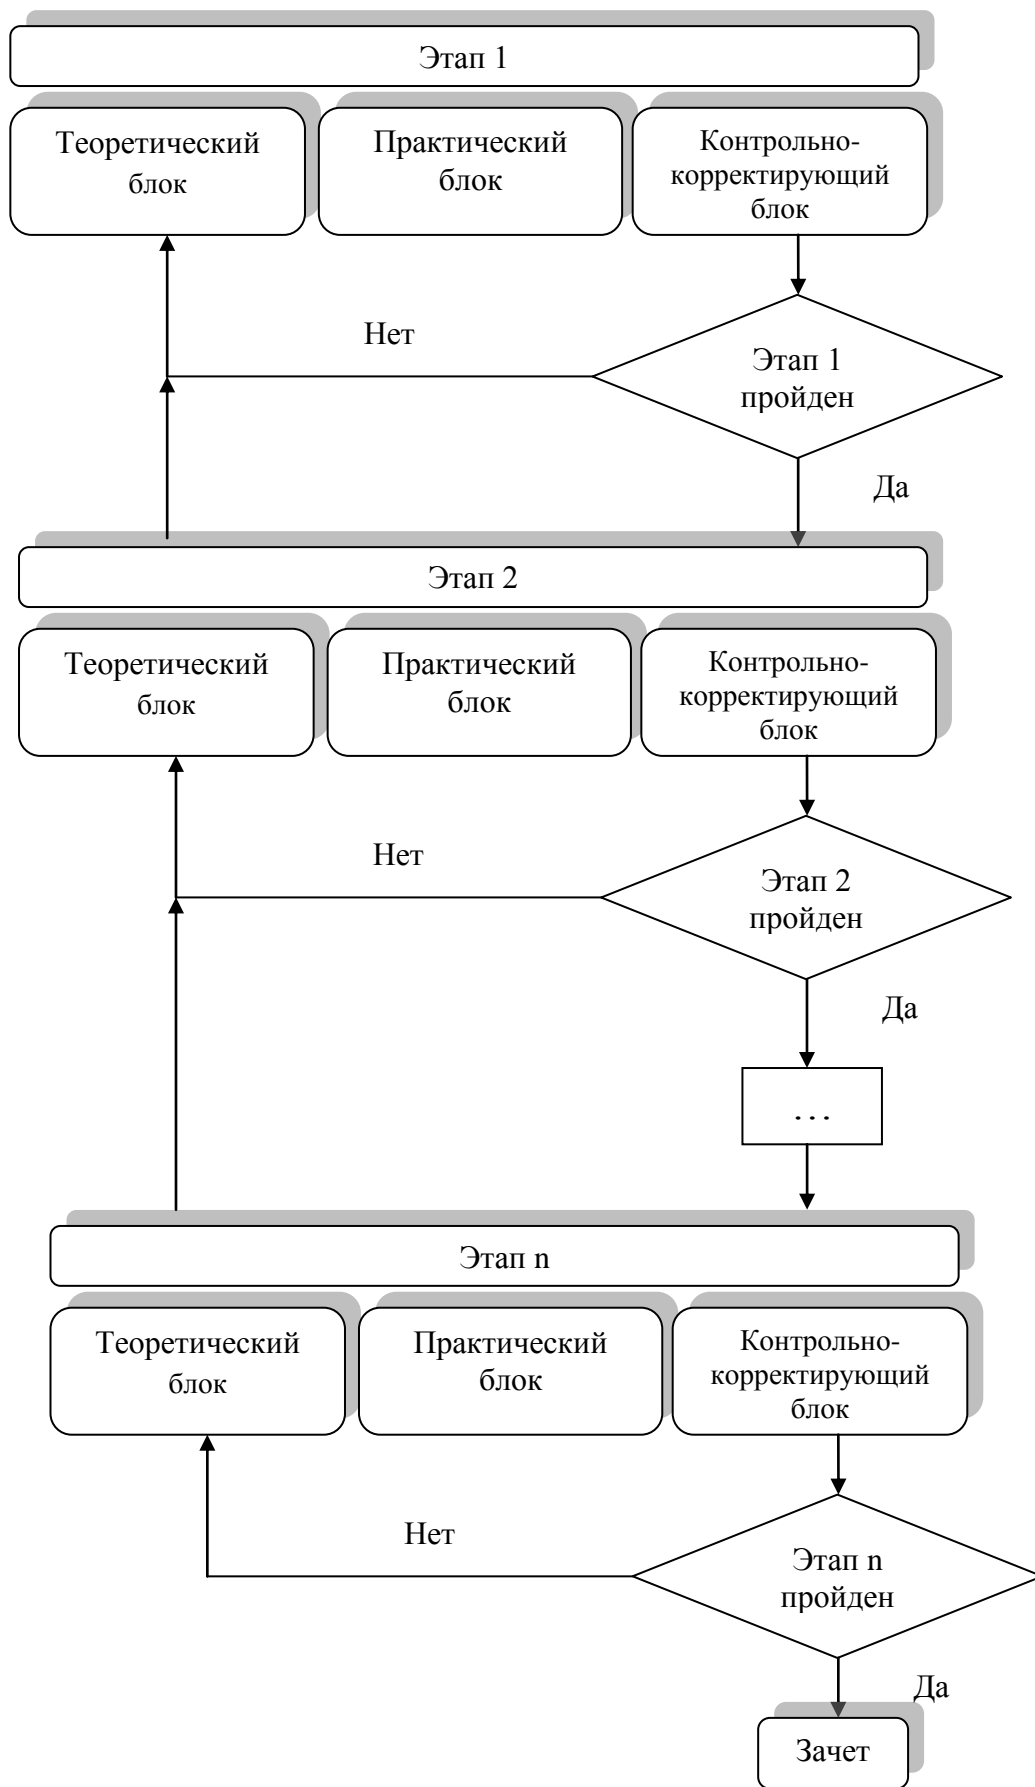 Этап 1
Теоретический
блок
Практический
блок
Контрольно-
корректирующий
блок
Нет
Этап 1
пройден
Да
Этап 2
Теоретический
блок
Практический
блок
Контрольно-
корректирующий
блок
Нет
Этап 2
пройден
Да
...
Этап n
Теоретический
блок
Практический
блок
Контрольно-
корректирующий
блок
Нет
Этап n
пройден
Да
Зачет